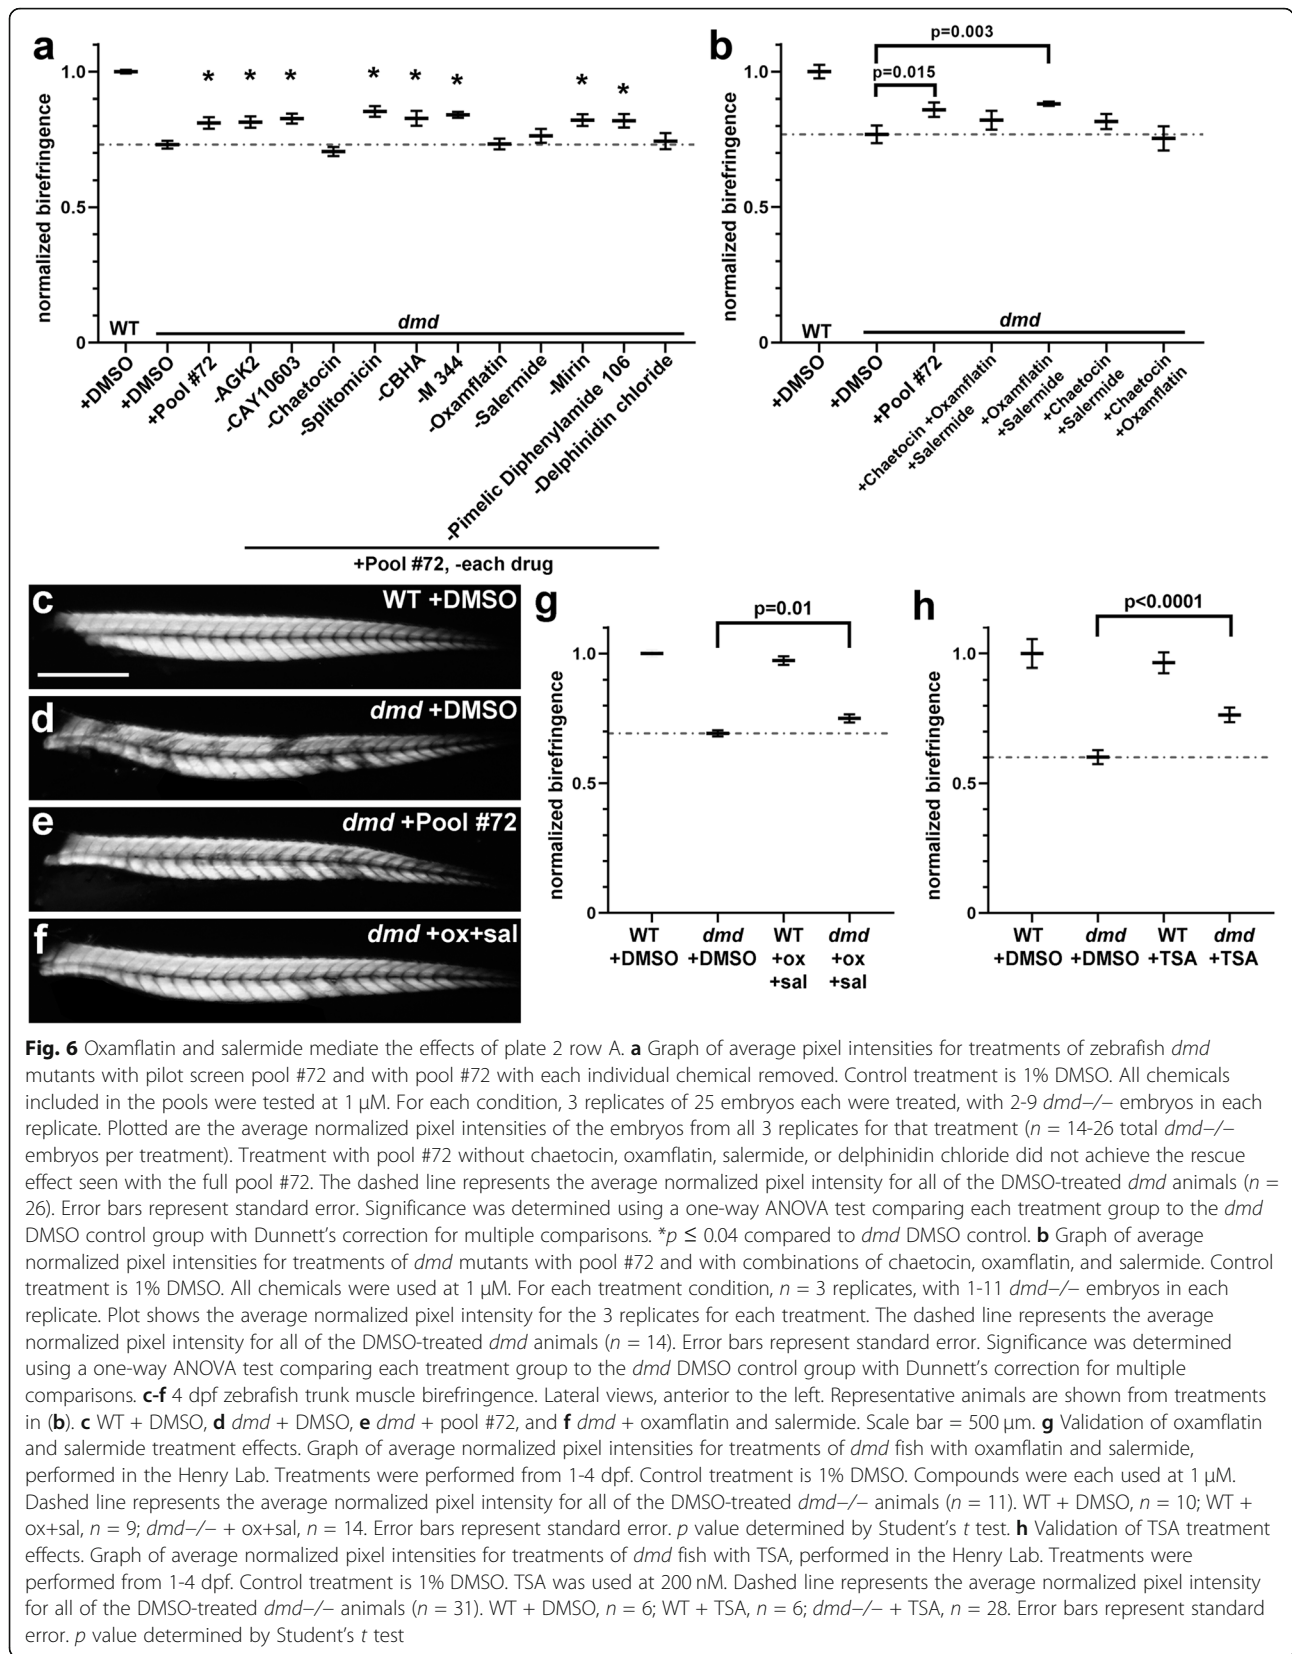 a
normalized birefringence
1.0
0.5
0
* * * * * * * *
WT
dmd
+DMSO
+DMSO
+Pool #72
-AGK2
-CAY10603
-Chaetocin
-Splitomicin
-CBHA
-M 344
-Oxamflatin
-Salermide
-Mirin
-Pimelic Diphenylamide 106
-Delphinidin chloride
+Pool #72, -each drug
b
normalized birefringence
1.0
0.5
0
p=0.003
p=0.015
WT
dmd
+DMSO
+DMSO
+Pool #72
+Chaetocin +Oxamflatin
+Salermide
+Oxamflatin
+Salermide
+Chaetocin
+Salermide
+Chaetocin
+Oxamflatin
c
WT +DMSO
d
dmd +DMSO
e
dmd +Pool #72
f
dmd +ox+sal
g
normalized birefringence
1.0
0.5
0
p=0.01
WT dmd WT dmd
+DMSO +DMSO +ox +ox
+sal +sal
h
normalized birefringence
1.0
0.5
0
p<0.0001
WT dmd WT dmd
+DMSO +DMSO +TSA +TSA
Fig. 6 Oxamflatin and salermide mediate the effects of plate 2 row A. a Graph of average pixel intensities for treatments of zebrafish dmd
mutants with pilot screen pool #72 and with pool #72 with each individual chemical removed. Control treatment is 1% DMSO. All chemicals
included in the pools were tested at 1 μM. For each condition, 3 replicates of 25 embryos each were treated, with 2-9 dmd−/− embryos in each
replicate. Plotted are the average normalized pixel intensities of the embryos from all 3 replicates for that treatment (n = 14-26 total dmd−/−
embryos per treatment). Treatment with pool #72 without chaetocin, oxamflatin, salermide, or delphinidin chloride did not achieve the rescue
effect seen with the full pool #72. The dashed line represents the average normalized pixel intensity for all of the DMSO-treated dmd animals (n =
26). Error bars represent standard error. Significance was determined using a one-way ANOVA test comparing each treatment group to the dmd
DMSO control group with Dunnett's correction for multiple comparisons. *p ≤ 0.04 compared to dmd DMSO control. b Graph of average
normalized pixel intensities for treatments of dmd mutants with pool #72 and with combinations of chaetocin, oxamflatin, and salermide. Control
treatment is 1% DMSO. All chemicals were used at 1 μM. For each treatment condition, n = 3 replicates, with 1-11 dmd−/− embryos in each
replicate. Plot shows the average normalized pixel intensity for the 3 replicates for each treatment. The dashed line represents the average
normalized pixel intensity for all of the DMSO-treated dmd animals (n = 14). Error bars represent standard error. Significance was determined
using a one-way ANOVA test comparing each treatment group to the dmd DMSO control group with Dunnett's correction for multiple
comparisons. c-f 4 dpf zebrafish trunk muscle birefringence. Lateral views, anterior to the left. Representative animals are shown from treatments
in (b). c WT + DMSO, d dmd + DMSO, e dmd + pool #72, and f dmd + oxamflatin and salermide. Scale bar = 500 μm. g Validation of oxamflatin
and salermide treatment effects. Graph of average normalized pixel intensities for treatments of dmd fish with oxamflatin and salermide,
performed in the Henry Lab. Treatments were performed from 1-4 dpf. Control treatment is 1% DMSO. Compounds were each used at 1 μM.
Dashed line represents the average normalized pixel intensity for all of the DMSO-treated dmd−/− animals (n = 11). WT + DMSO, n = 10; WT +
ox+sal, n = 9; dmd−/− + ox+sal, n = 14. Error bars represent standard error. p value determined by Student's t test. h Validation of TSA treatment
effects. Graph of average normalized pixel intensities for treatments of dmd fish with TSA, performed in the Henry Lab. Treatments were
performed from 1-4 dpf. Control treatment is 1% DMSO. TSA was used at 200 nM. Dashed line represents the average normalized pixel intensity
for all of the DMSO-treated dmd−/− animals (n = 31). WT + DMSO, n = 6; WT + TSA, n = 6; dmd−/− + TSA, n = 28. Error bars represent standard
error. p value determined by Student's t test